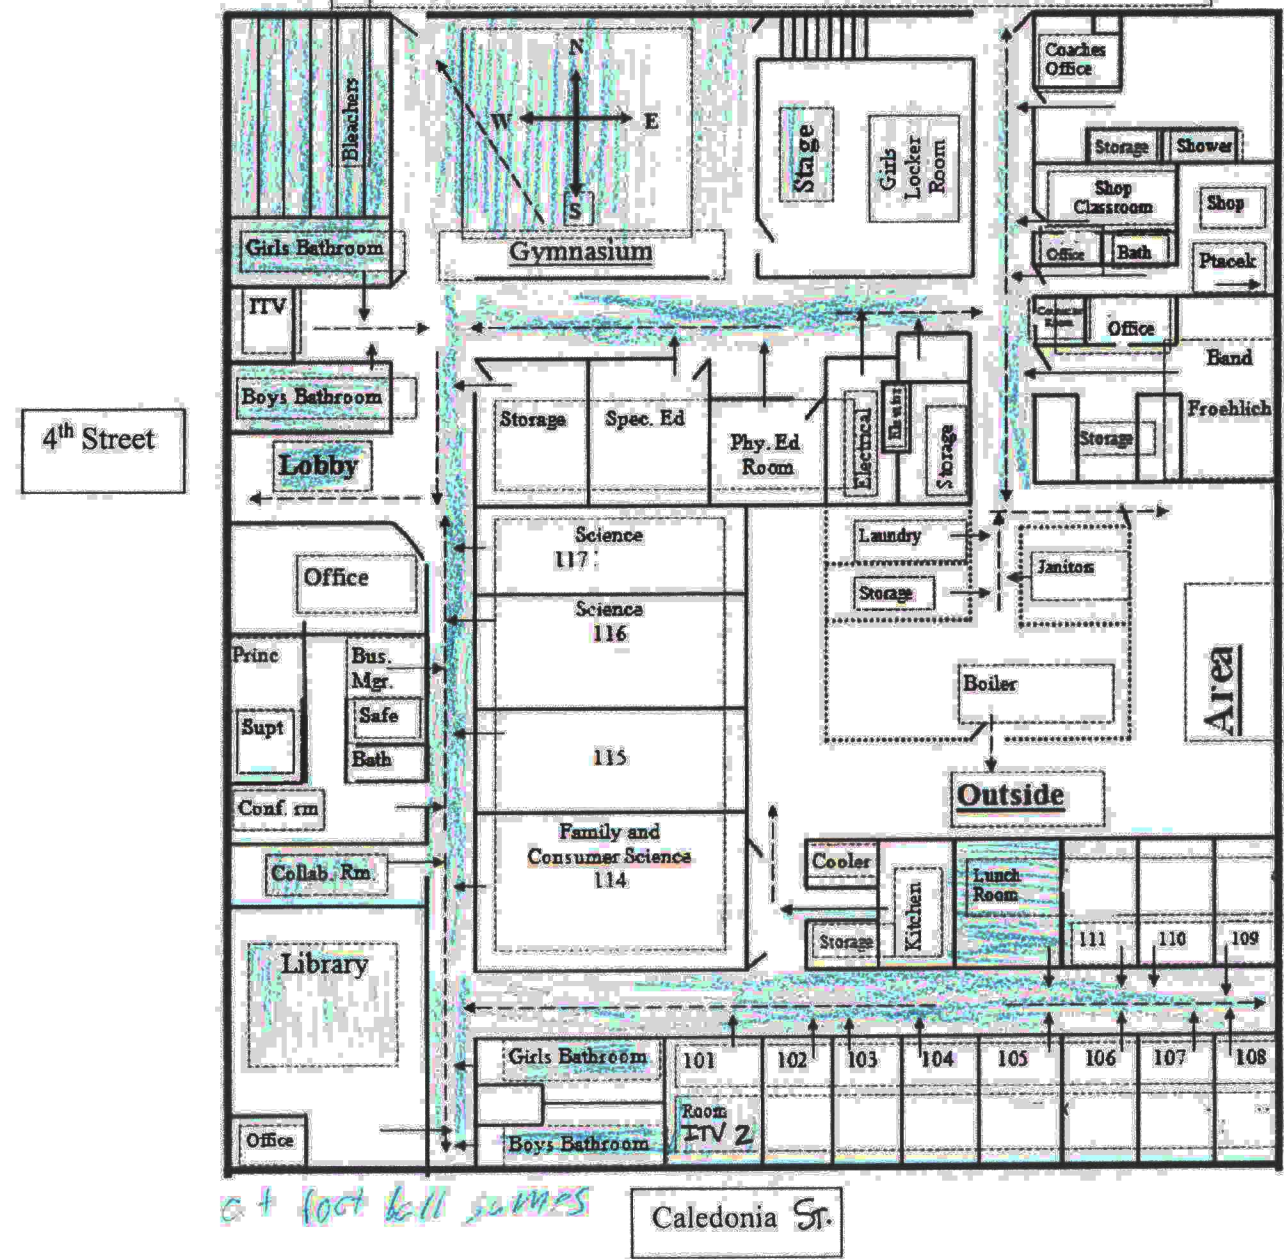 Coaches
Office
Bleachers
N
W
E
S
Stage
Girls
Locker
Room
Storage
Shower
Shop
Classroom
Shop
Girls Bathroom
Gymnasium
Office
Bath
Ptacek
ITV
Office
Band
Boys Bathroom
Storage
Spec. Ed
Phy. Ed
Room
Electrical
Storage
Froehlich
Storage
4th Street
Lobby
Science
117
Laundry
Janitors
Office
Storage
Science
116
Princ
Bus.
Mgr.
Boiler
Area
Safe
Supt
Bath
115
Outside
Conf. rm
Family and
Consumer Science
114
Cooler
Collab. Rm.
Lunch
Room
Kitchen
Storage
111
110
109
Library
Girls Bathroom
101
102
103
104
105
106
107
108
Room
ITV 2
Office
Boys Bathroom
at foot ball games
Caledonia St.